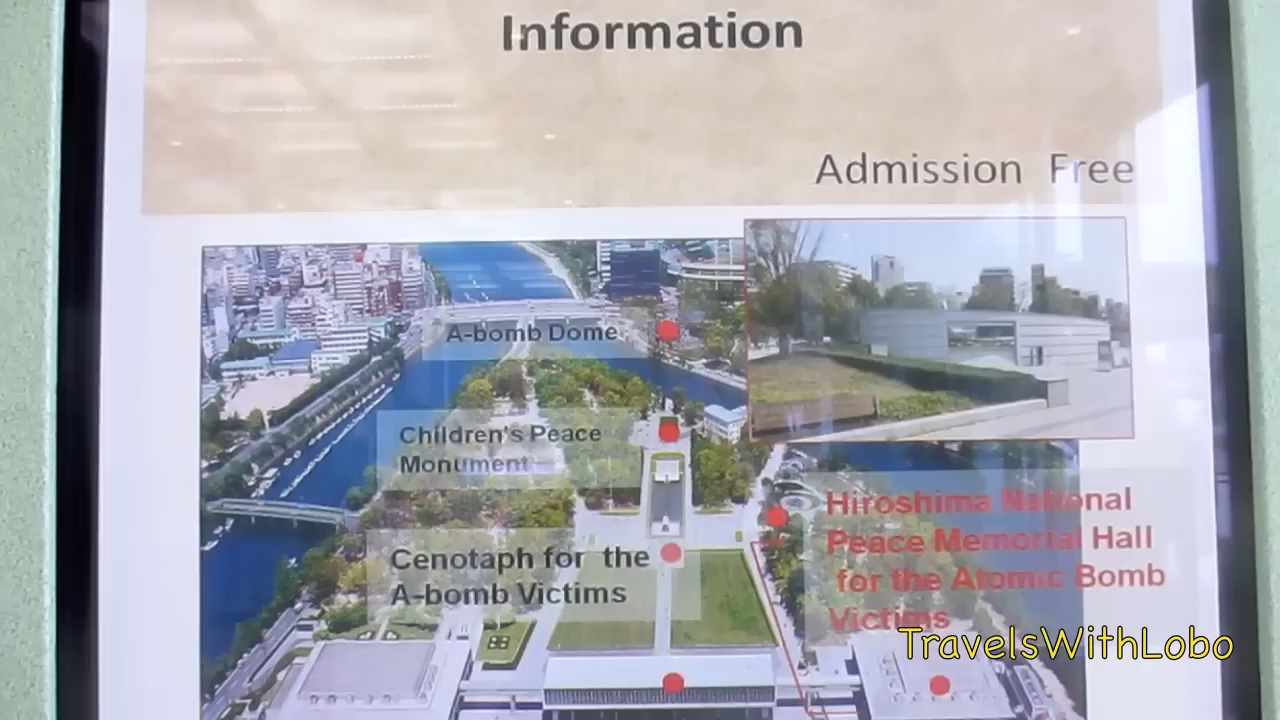 Information
Admission Free
A-bomb Dome
Children's Peace
Monument
Cenotaph for the
A-bomb Victims
Hiroshima National
Peace Memorial Hall
for the Atomic Bomb
Victims
TravelsWithLobo